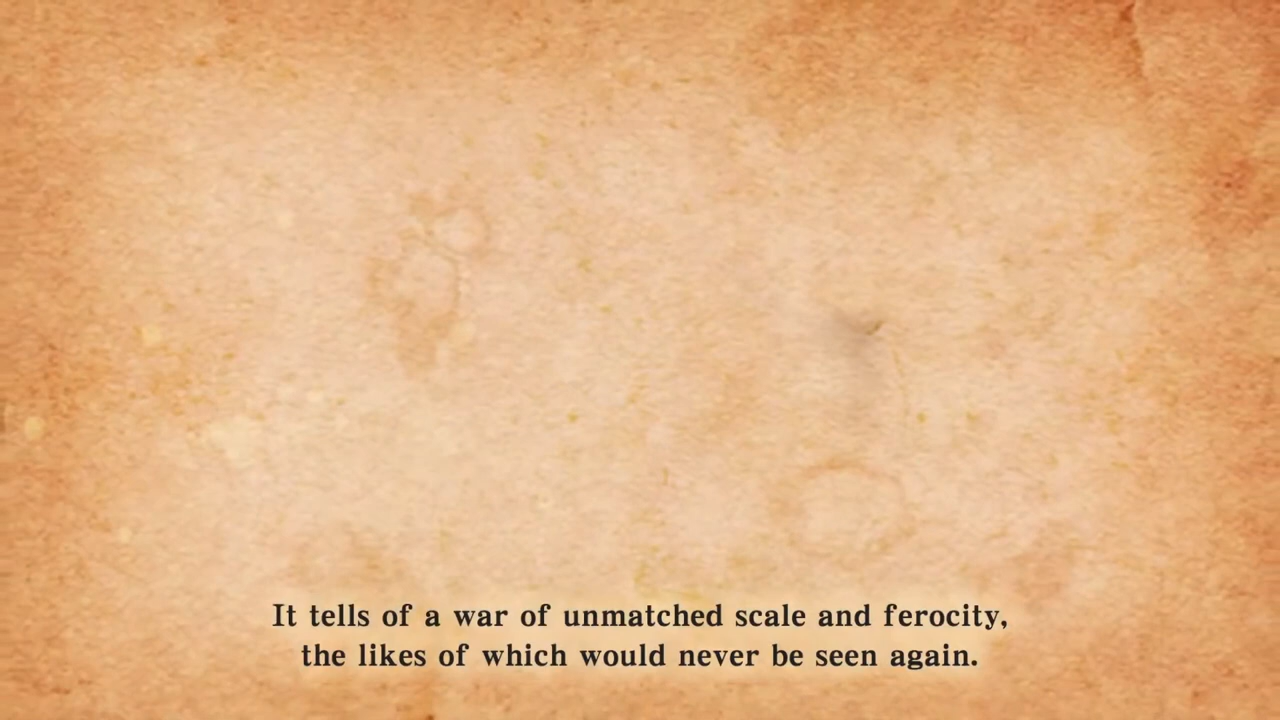 It tells of a war of unmatched scale and ferocity,
the likes of which would never be seen again.